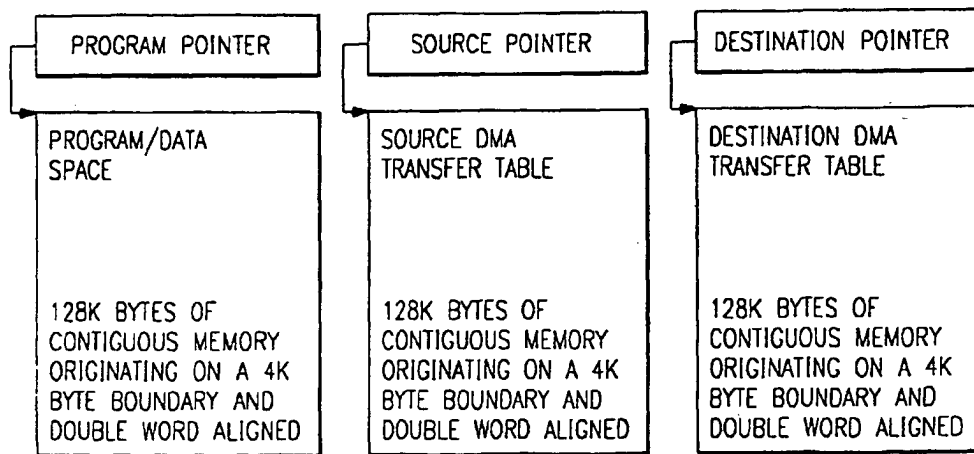 PROGRAM POINTER
PROGRAM/DATA
SPACE
128K BYTES OF
CONTIGUOUS MEMORY
ORIGINATING ON A 4K
BYTE BOUNDARY AND
DOUBLE WORD ALIGNED
SOURCE POINTER
SOURCE DMA
TRANSFER TABLE
128K BYTES OF
CONTIGUOUS MEMORY
ORIGINATING ON A 4K
BYTE BOUNDARY AND
DOUBLE WORD ALIGNED
DESTINATION POINTER
DESTINATION DMA
TRANSFER TABLE
128K BYTES OF
CONTIGUOUS MEMORY
ORIGINATING ON A 4K
BYTE BOUNDARY AND
DOUBLE WORD ALIGNED